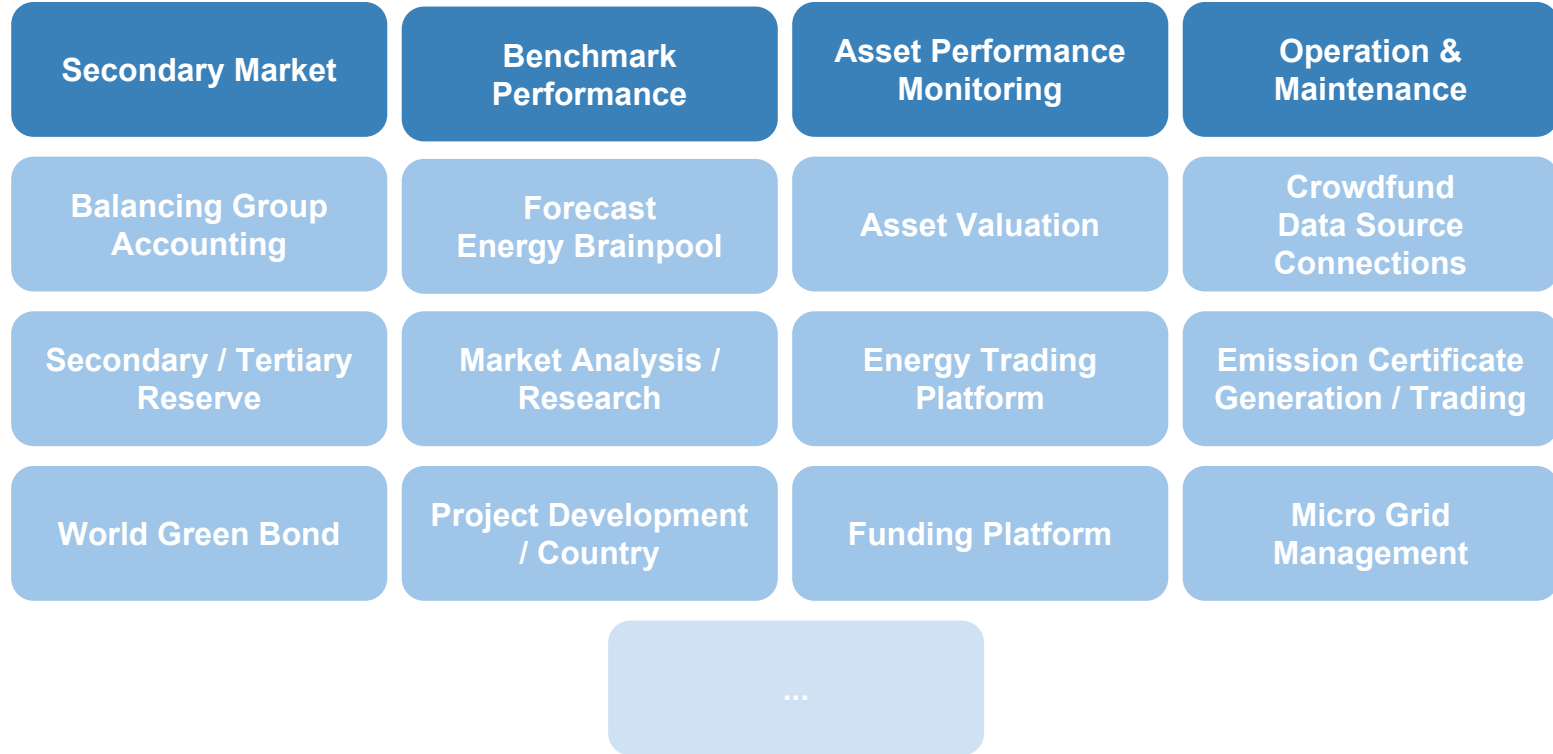 Secondary Market
Benchmark
Performance
Asset Performance
Monitoring
Operation &
Maintenance
Balancing Group
Accounting
Forecast
Energy Brainpool
Asset Valuation
Crowdfund
Data Source
Connections
Secondary / Tertiary
Reserve
Market Analysis /
Research
Energy Trading
Platform
Emission Certificate
Generation / Trading
World Green Bond
Project Development
/ Country
Funding Platform
Micro Grid
Management
...